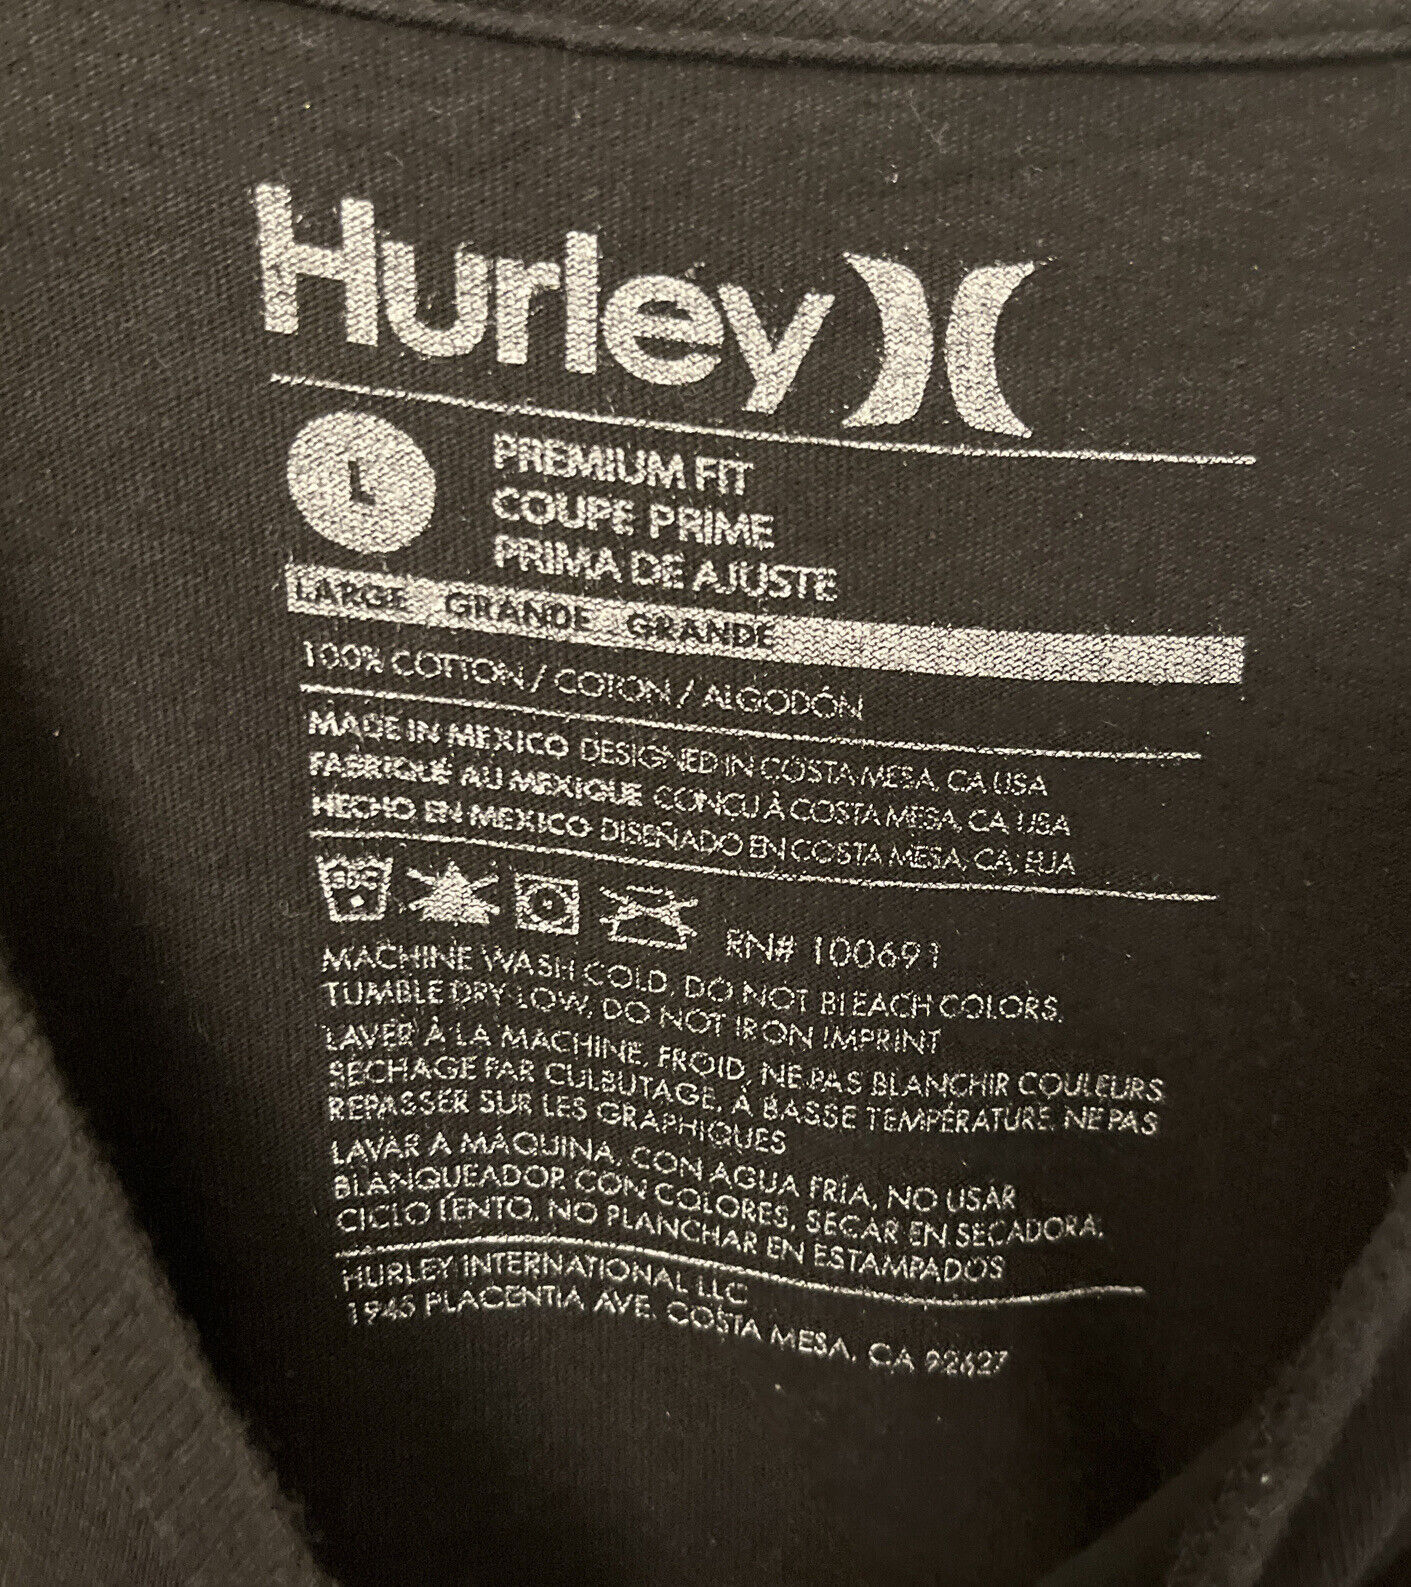 Hurley
L
PREMIUM FIT
COUPE PRIME
PRIMA DE AJUSTE
LARGE GRANDE GRANDE
100% COTTON / COTON / ALGODÓN
MADE IN MEXICO DESIGNED IN COSTA MESA, CA USA
FABRIQUÉ AU MEXIQUE CONCU À COSTA MESA, CA, USA
HECHO EN MEXICO DISEÑADO EN COSTA MESA, CA, EUA
RN# 100691
MACHINE WASH COLD, DO NOT BLEACH COLORS,
TUMBLE DRY LOW, DO NOT IRON IMPRINT
LAVER À LA MACHINE, FROID, NE PAS BLANCHIR COULEURS
SÉCHAGE PAR CULBUTAGE, À BASSE TEMPÉRATURE, NE PAS
REPASSER SUR LES GRAPHIQUES
LAVAR A MÁQUINA, CON AGUA FRÍA, NO USAR
BLANQUEADOR CON COLORES, SECAR EN SECADORA,
CICLO LENTO, NO PLANCHAR EN ESTAMPADOS
HURLEY INTERNATIONAL LLC
1945 PLACENTIA AVE. COSTA MESA, CA 92627